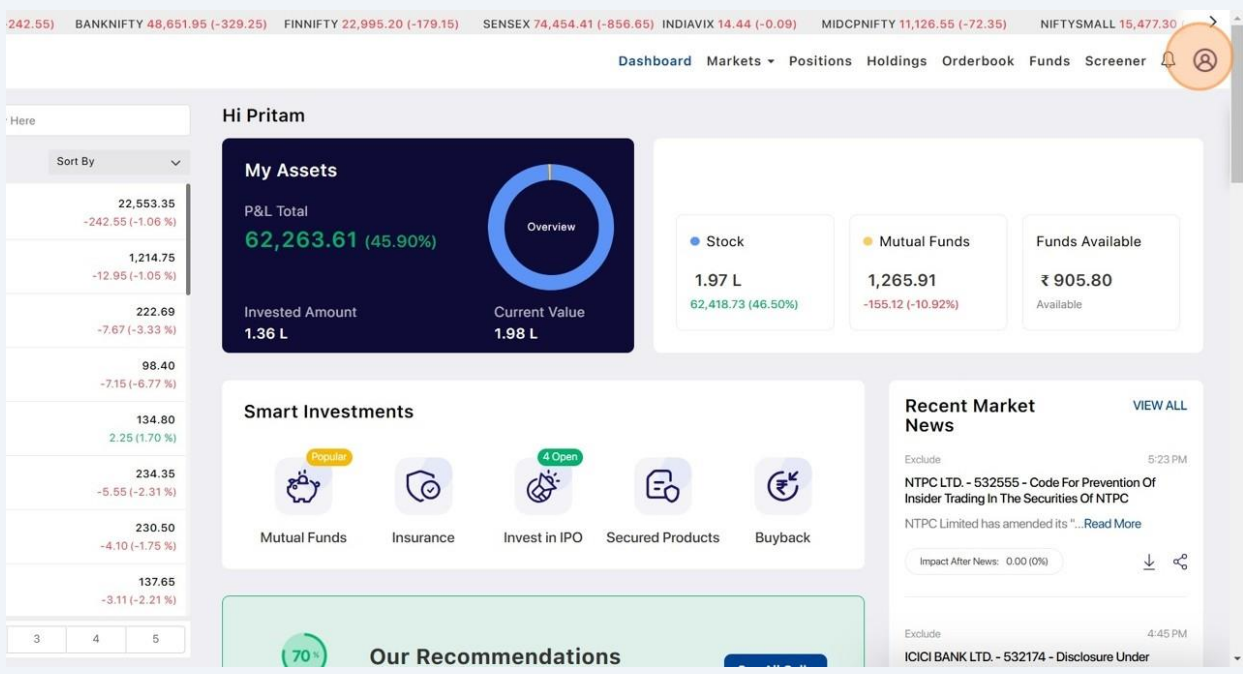 242.55) BANKNIFTY 48,651.95 (-329.25) FINNIFTY 22,995.20 (-179.15) SENSEX 74,454.41 (-856.65) INDIAVIX 14.44 (-0.09) MIDCPNIFTY 11,126.55 (-72.35) NIFTYSMALL 15,477.30
Dashboard Markets Positions Holdings Orderbook Funds Screener
Here
Sort By
22,553.35
-242.55 (-1.06 %)
1,214.75
-12.95 (-1.05 %)
222.69
-7.67 (-3.33 %)
98.40
-7.15 (-6.77 %)
134.80
2.25 (1.70 %)
234.35
-5.55 (-2.31 %)
230.50
-4.10 (-1.75 %)
137.65
-3.11 (-2.21 %)
3 4 5
Hi Pritam
My Assets
P&L Total
62,263.61 (45.90%)
Overview
Invested Amount
1.36 L
Current Value
1.98 L
Stock
1.97 L
62,418.73 (46.50%)
Mutual Funds
1,265.91
-155.12 (-10.92%)
Funds Available
₹ 905.80
Available
Smart Investments
Popular
4 Open
Mutual Funds Insurance Invest in IPO Secured Products Buyback
70 %
Our Recommendations
Recent Market
News
VIEW ALL
Exclude 5:23 PM
NTPC LTD. - 532555 - Code For Prevention Of
Insider Trading In The Securities Of NTPC
NTPC Limited has amended its "...Read More
Impact After News: 0.00 (0%)
Exclude 4:45 PM
ICICI BANK LTD. - 532174 - Disclosure Under